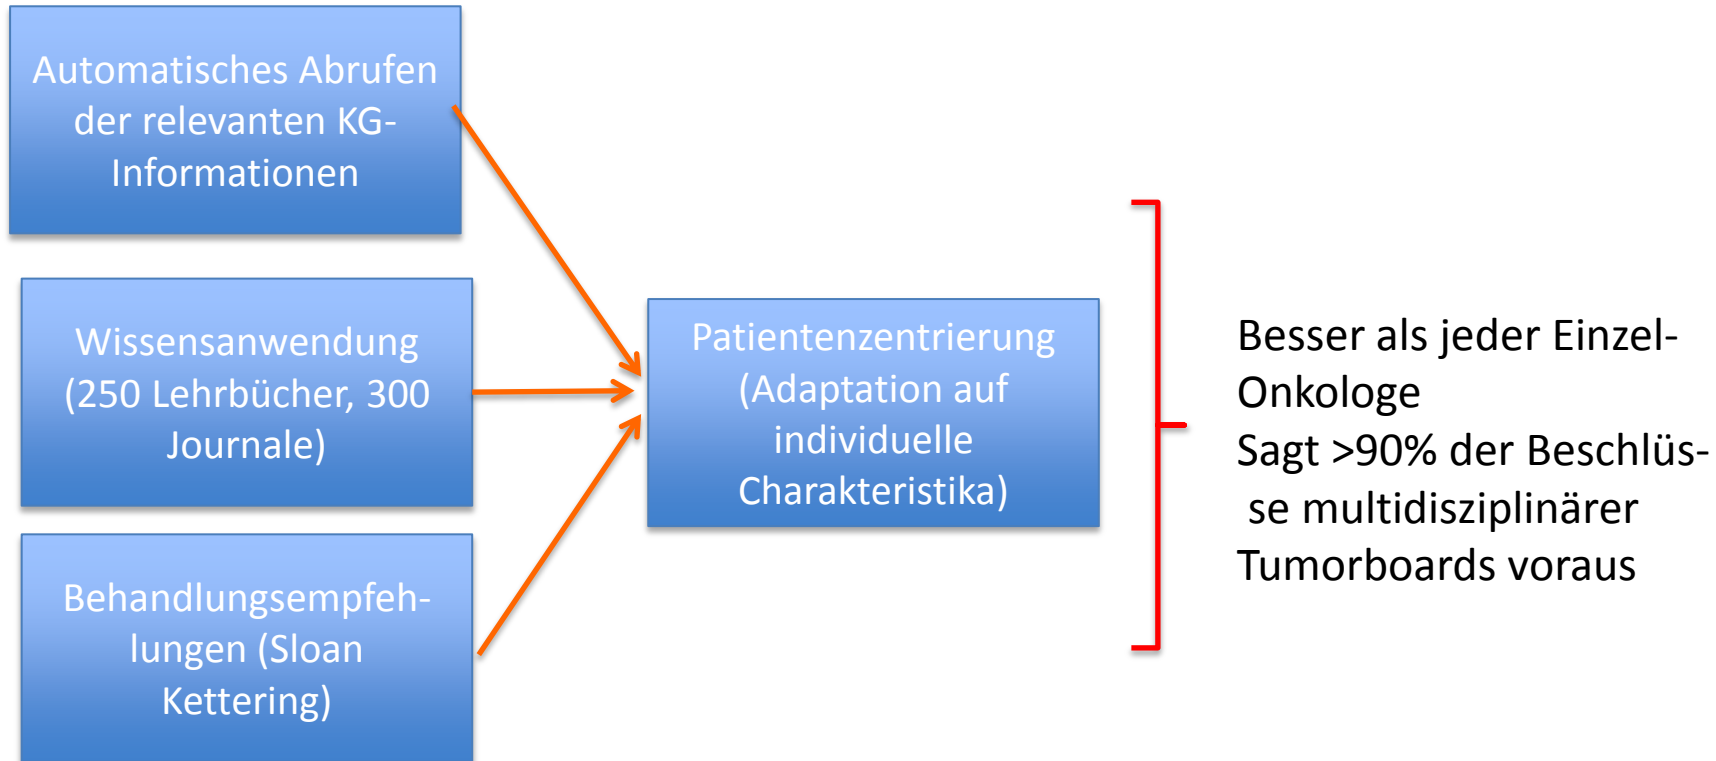 Automatisches Abrufen
der relevanten KG-
Informationen
Wissensanwendung
(250 Lehrbücher, 300
Journale)
Behandlungsempfeh-
lungen (Sloan
Kettering)
Patientenzentrierung
(Adaptation auf
individuelle
Charakteristika)
Besser als jeder Einzel-
Onkologe
Sagt >90% der Beschlüs-
se multidisziplinärer
Tumorboards voraus